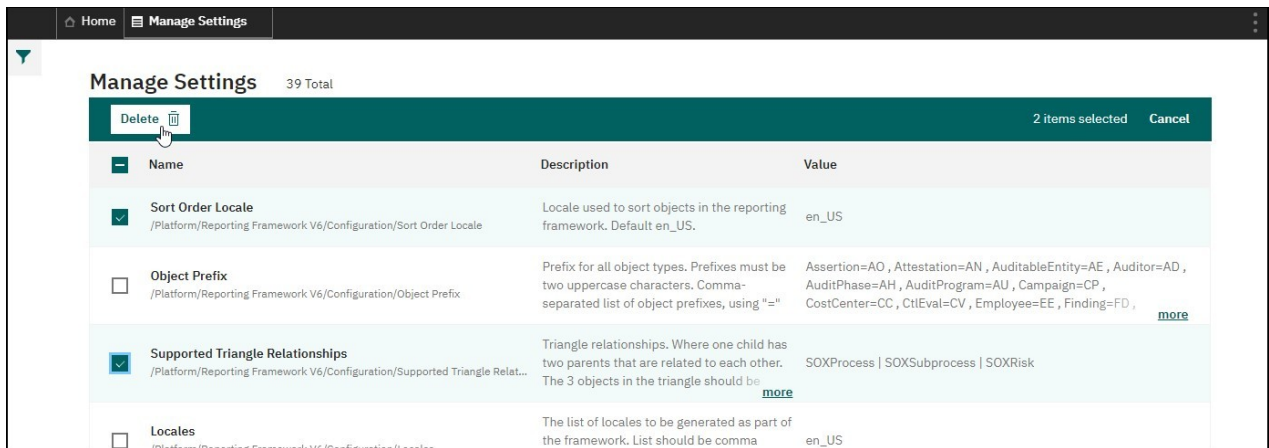 Home
Manage Settings
Manage Settings 39 Total
Delete
2 items selected Cancel
Name Description Value
Sort Order Locale
/Platform/Reporting Framework V6/Configuration/Sort Order Locale
Locale used to sort objects in the reporting
framework. Default en_US.
en_US
Object Prefix
/Platform/Reporting Framework V6/Configuration/Object Prefix
Prefix for all object types. Prefixes must be
two uppercase characters. Comma-
separated list of object prefixes, using "="
Assertion=AO , Attestation=AN , AuditableEntity=AE , Auditor=AD ,
AuditPhase=AH , AuditProgram=AU , Campaign=CP ,
CostCenter=CC , CtlEval=CV , Employee=EE , Finding=FD ,
more
Supported Triangle Relationships
/Platform/Reporting Framework V6/Configuration/Supported Triangle Relat...
Triangle relationships. Where one child has
two parents that are related to each other.
The 3 objects in the triangle should be
more
SOXProcess | SOXSubprocess | SOXRisk
Locales
/Platform/Reporting Framework V6/Configuration/Locales
The list of locales to be generated as part of
the framework. List should be comma
en_US